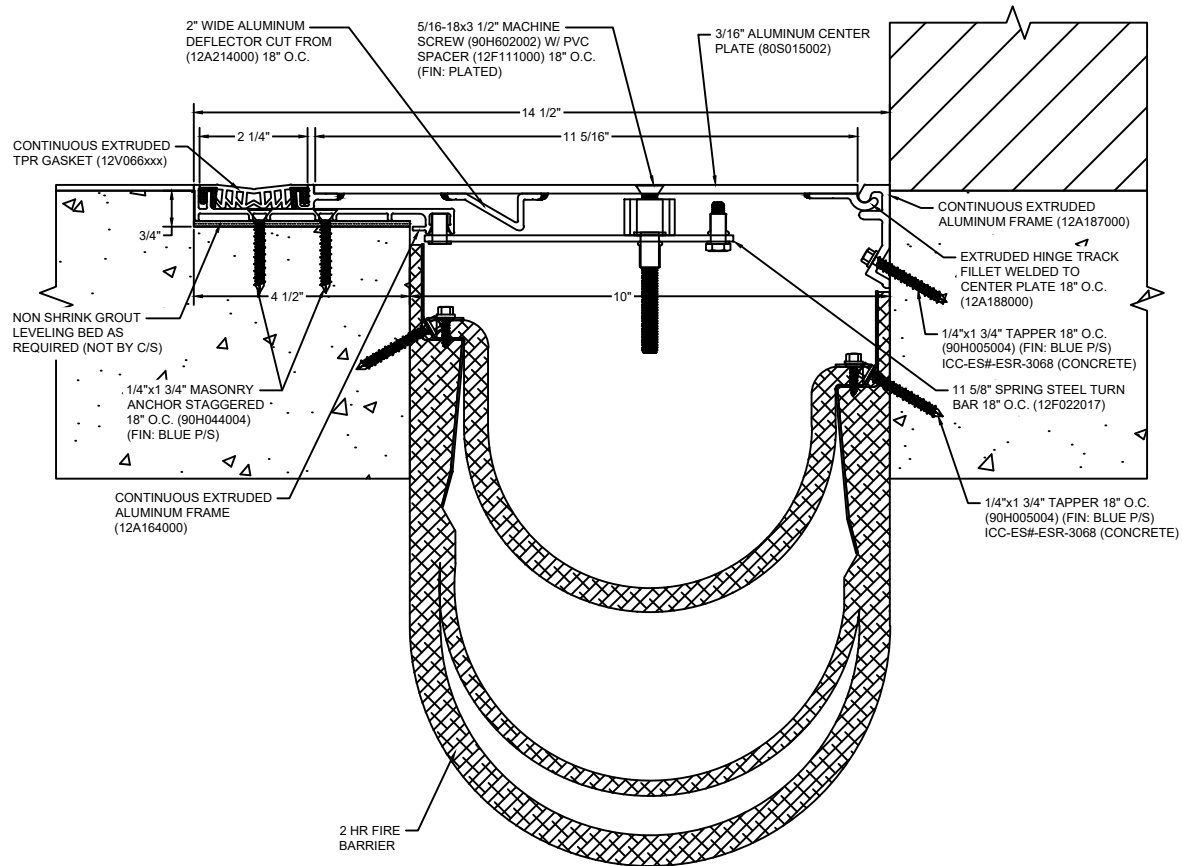 2" WIDE ALUMINUM
DEFLECTOR CUT FROM
(12A214000) 18" O.C.
5/16-18x3 1/2" MACHINE
SCREW (90H602002) W/ PVC
SPACER (12F111000) 18" O.C.
(FIN: PLATED)
3/16" ALUMINUM CENTER
PLATE (80S015002)
14 1/2"
2 1/4"
11 5/16"
CONTINUOUS EXTRUDED
TPR GASKET (12V066xxx)
3/4"
4 1/2"
10"
CONTINUOUS EXTRUDED
ALUMINUM FRAME (12A187000)
EXTRUDED HINGE TRACK
FILLET WELDED TO
CENTER PLATE 18" O.C.
(12A188000)
NON SHRINK GROUT
LEVELING BED AS
REQUIRED (NOT BY C/S)
1/4"x1 3/4" TAPPER 18" O.C.
(90H005004) (FIN: BLUE P/S)
ICC-ES#-ESR-3068 (CONCRETE)
1/4"x1 3/4" MASONRY
ANCHOR STAGGERED
18" O.C. (90H044004)
(FIN: BLUE P/S)
11 5/8" SPRING STEEL TURN
BAR 18" O.C. (12F022017)
CONTINUOUS EXTRUDED
ALUMINUM FRAME
(12A164000)
1/4"x1 3/4" TAPPER 18" O.C.
(90H005004) (FIN: BLUE P/S)
ICC-ES#-ESR-3068 (CONCRETE)
2 HR FIRE
BARRIER